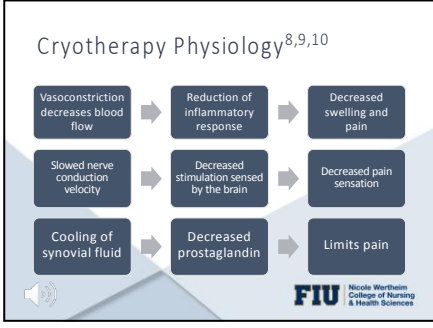 Cryotherapy Physiology8,9,10
Vasoconstriction
decreases blood
flow
Reduction of
inflammatory
response
Decreased
swelling and
pain
Slowed nerve
conduction
velocity
Decreased
stimulation sensed
by the brain
Decreased pain
sensation
Cooling of
synovial fluid
Decreased
prostaglandin
Limits pain
FIU
Nicole Wertheim
College of Nursing
& Health Sciences